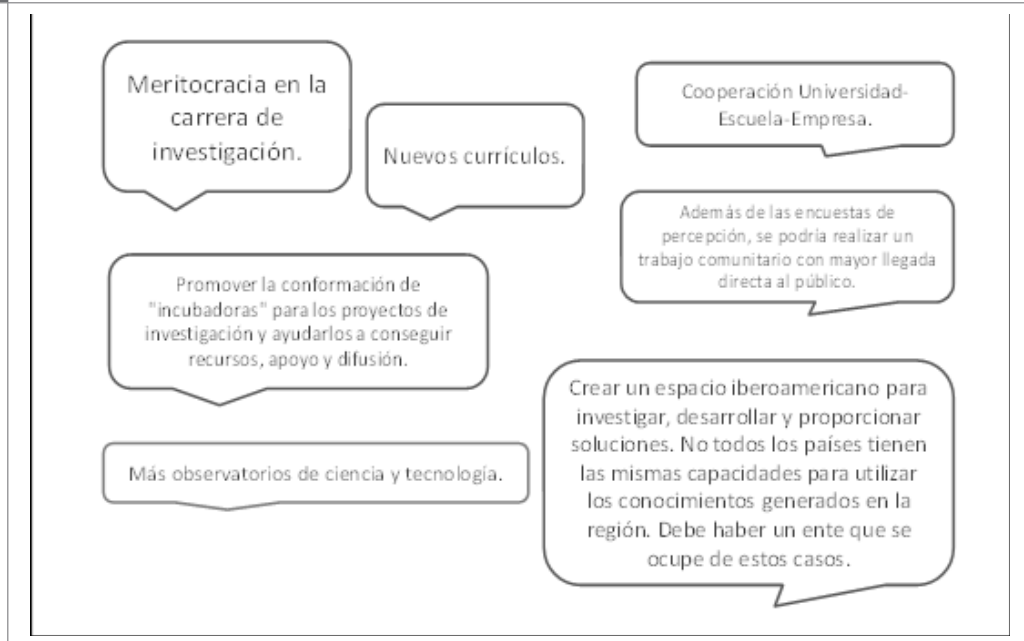 Meritocracia en la
carrera de
investigación.
Nuevos currículos.
Cooperación Universidad-
Escuela-Empresa.
Además de las encuestas de
percepción, se podría realizar un
trabajo comunitario con mayor llegada
directa al público.
Promover la conformación de
"incubadoras" para los proyectos de
investigación y ayudarlos a conseguir
recursos, apoyo y difusión.
Crear un espacio iberoamericano para
investigar, desarrollar y proporcionar
soluciones. No todos los países tienen
las mismas capacidades para utilizar
los conocimientos generados en la
región. Debe haber un ente que se
ocupe de estos casos.
Más observatorios de ciencia y tecnología.